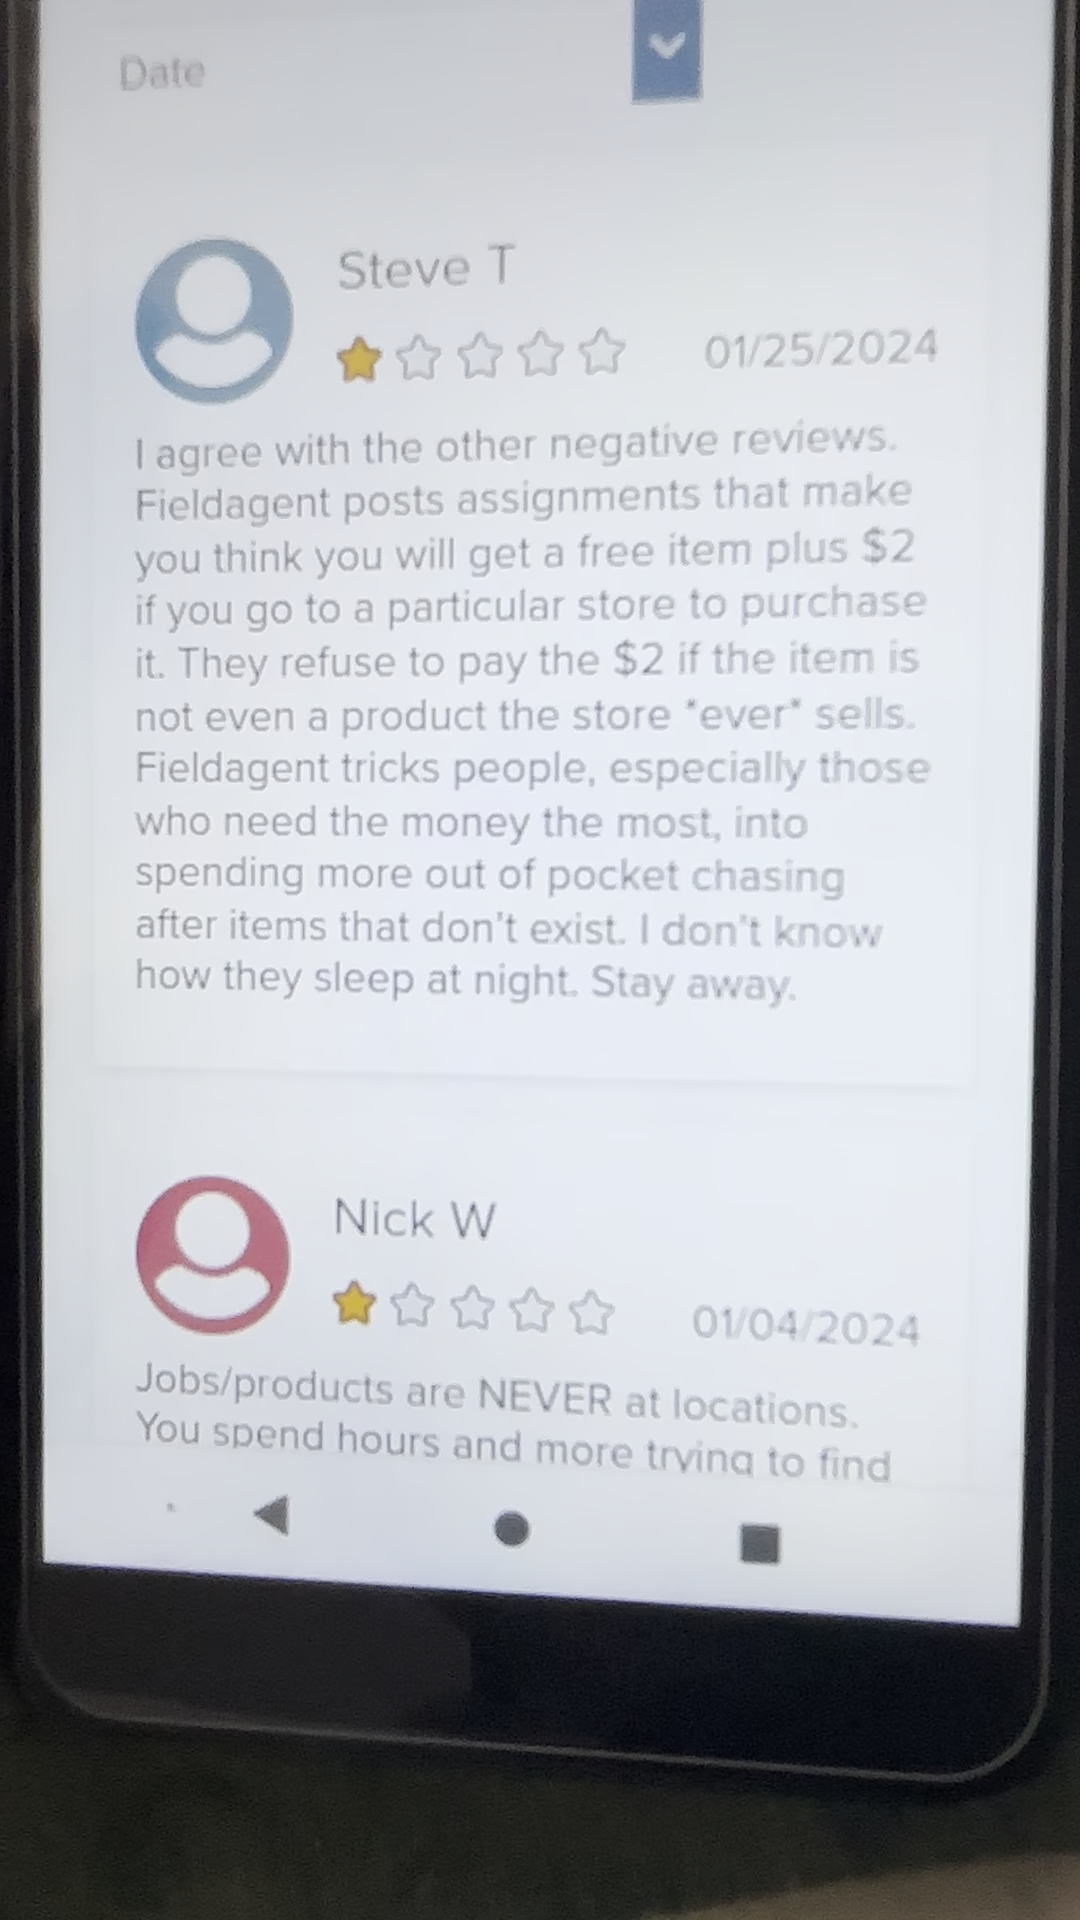 Date
Steve T
01/25/2024
I agree with the other negative reviews.
Fieldagent posts assignments that make
you think you will get a free item plus $2
if you go to a particular store to purchase
it. They refuse to pay the $2 if the item is
not even a product the store *ever* sells.
Fieldagent tricks people, especially those
who need the money the most, into
spending more out of pocket chasing
after items that don't exist. I don't know
how they sleep at night. Stay away.
Nick W
01/04/2024
Jobs/products are NEVER at locations.
You spend hours and more trying to find